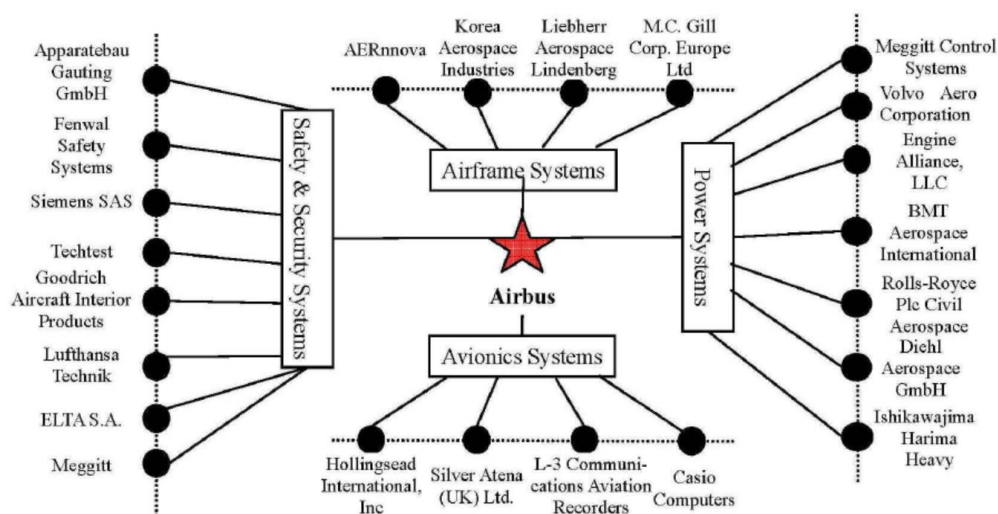 Apparatebau
Gauting
GmbH
Fenwal
Safety
Systems
Siemens SAS
Techtest
Goodrich
Aircraft Interior
Products
Lufthansa
Technik
ELTA S.A.
Meggitt
Safety & Security Systems
AERnnova
Korea
Aerospace
Industries
Liebherr
Aerospace
Lindenberg
M.C. Gill
Corp. Europe
Ltd
Airframe Systems
Airbus
Avionics Systems
Hollingsead
International,
Inc
Silver Atena
(UK) Ltd.
L-3 Communi-
cations Aviation
Recorders
Casio
Computers
Power Systems
Meggitt Control
Systems
Volvo Aero
Corporation
Engine
Alliance,
LLC
BMT
Aerospace
International
Rolls-Royce
Plc Civil
Aerospace
Diehl
Aerospace
GmbH
Ishikawajima
Harima
Heavy